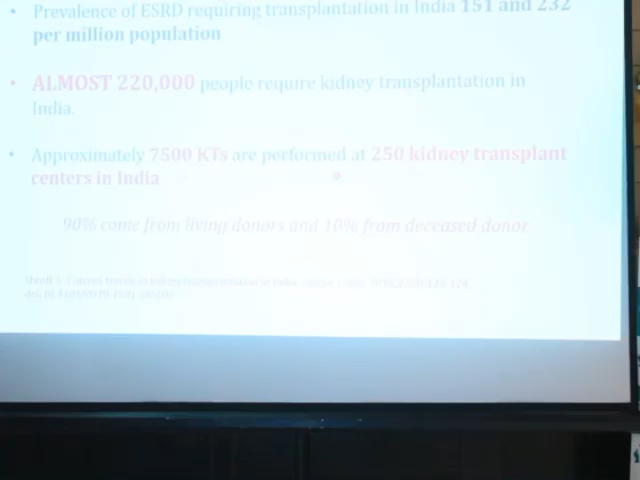 • Prevalence of ESRD requiring transplantation in India 151 and 232
per million population
• ALMOST 220,000 people require kidney transplantation in
India.
• Approximately 7500 KTs are performed at 250 kidney transplant
centers in India
90% come from living donors and 10% from deceased donor